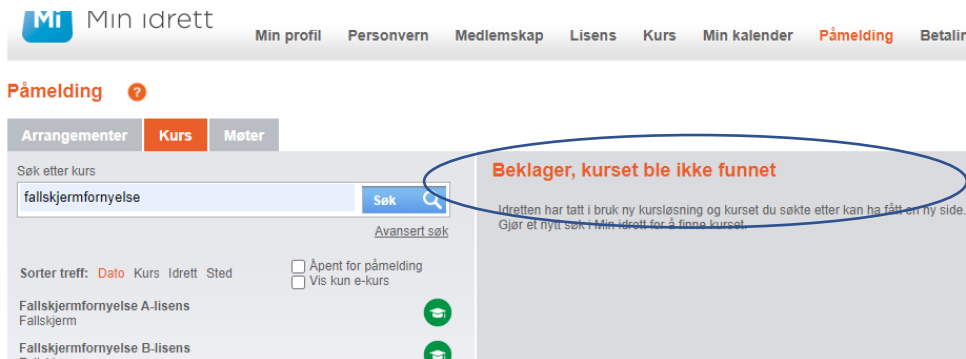 Mi Min idrett
Min profil Personvern Medlemskap Lisens Kurs Min kalender Påmelding
Påmelding ?
Arrangementer Kurs Møter
Søk etter kurs
fallskjermfornyelse Søk
Avansert søk
Sorter treff: Dato Kurs Idrett Sted
Åpent for påmelding
Vis kun e-kurs
Fallskjermfornyelse A-lisens
Fallskjerm
Fallskjermfornyelse B-lisens
Beklager, kurset ble ikke funnet
Idretten har tatt i bruk ny kursløsning og kurset du søkte etter kan ha fått en ny side.
Gjør et nytt søk i Min idrett for å finne kurset.